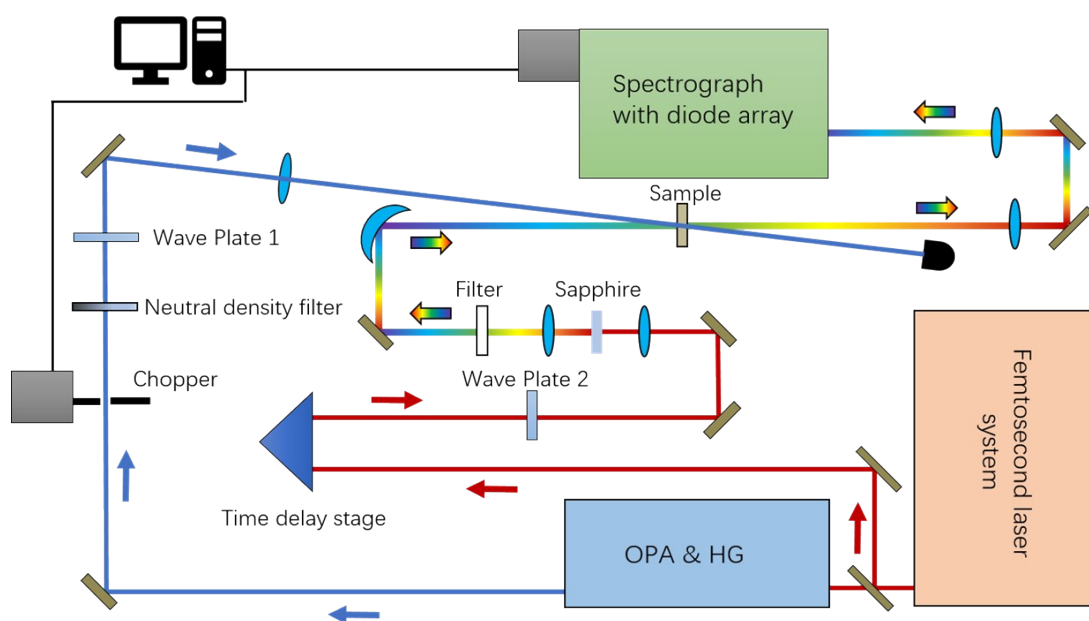 Spectrograph
with diode array
Sample
Wave Plate 1
Neutral density filter
Filter
Sapphire
Wave Plate 2
Chopper
Time delay stage
OPA & HG
Femtosecond laser
system